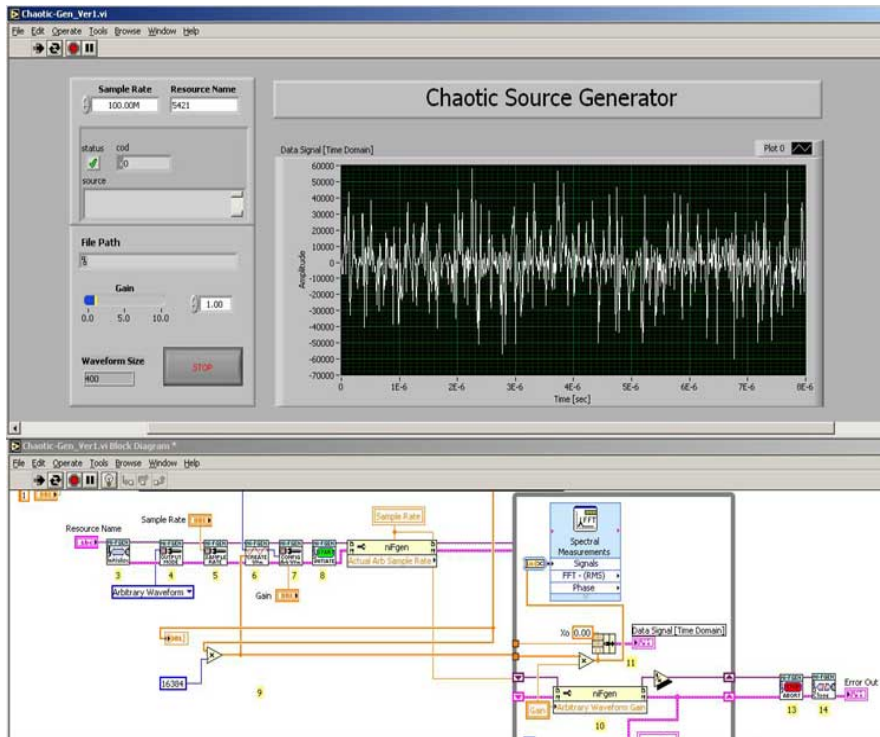 Chaotic-Gen_Ver1.vi
File Edit Operate Tools Browse Window Help
Sample Rate Resource Name
100.00M 5421
Chaotic Source Generator
status cod
0
source
Data Signal [Time Domain] Plot 0
File Path
Gain
1.00
0.0 5.0 10.0
Waveform Size
400
STOP
Amplitude
60000
50000
40000
30000
20000
10000
0
-10000
-20000
-30000
-40000
-50000
-60000
-70000
0 1E-6 2E-6 3E-6 4E-6 5E-6 6E-6 7E-6 8E-6
Time [sec]
Chaotic-Gen_Ver1.vi Block Diagram *
File Edit Operate Tools Browse Window Help
1
Resource Name
abc
Sample Rate
Sample Rate
niFgen
Actual Arb Sample Rate
3 4 5 6 7 8
Arbitrary Waveform
Gain
16384
9
FFT
Spectral
Measurements
Signals
FFT - (RMS)
Phase
Xo 0.00
Data Signal [Time Domain]
11
niFgen
Gain
Arbitrary Waveform Gain
10
Error Out
13 14